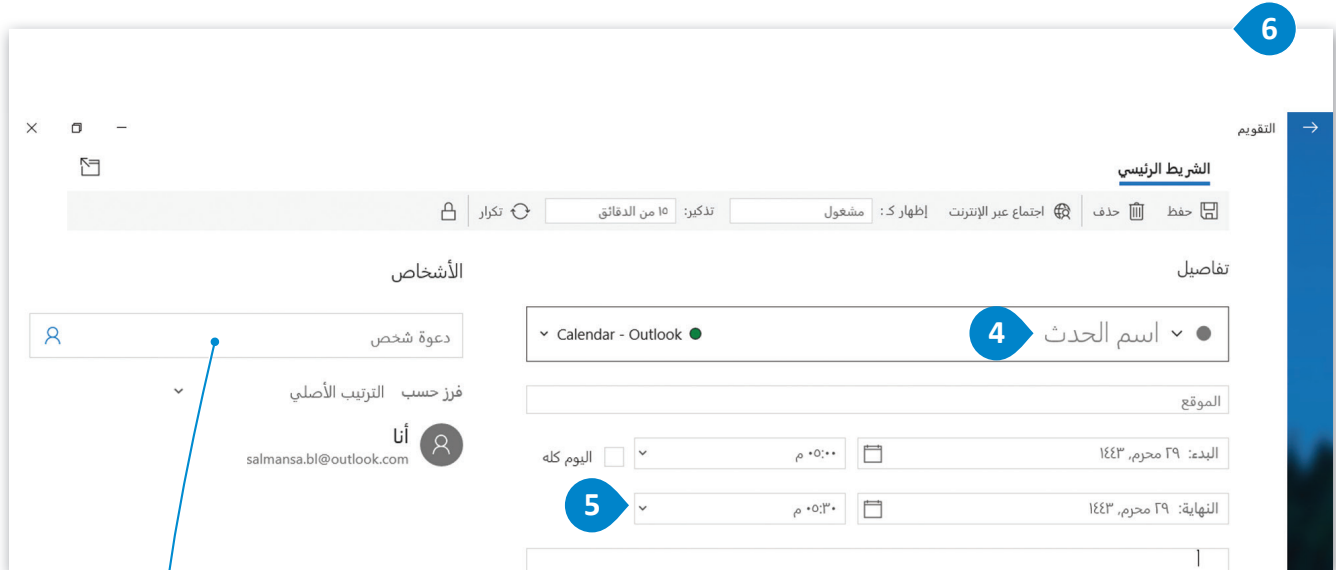 6
التقويم
الشريط الرئيسي
حفظ حذف اجتماع عبر الإنترنت إظهار كـ: مشغول تذكير: ١٥ من الدقائق تكرار
تفاصيل
الأشخاص
اسم الحدث 4 Calendar - Outlook
دعوة شخص
الموقع
فرز حسب الترتيب الأصلي
أنا
salmansa.bl@outlook.com
البدء: ٢٩ محرم, ١٤٤٣ ٠٥:٠٠ م اليوم كله
النهاية: ٢٩ محرم, ١٤٤٣ ٠٥:٣٠ م 5
أ